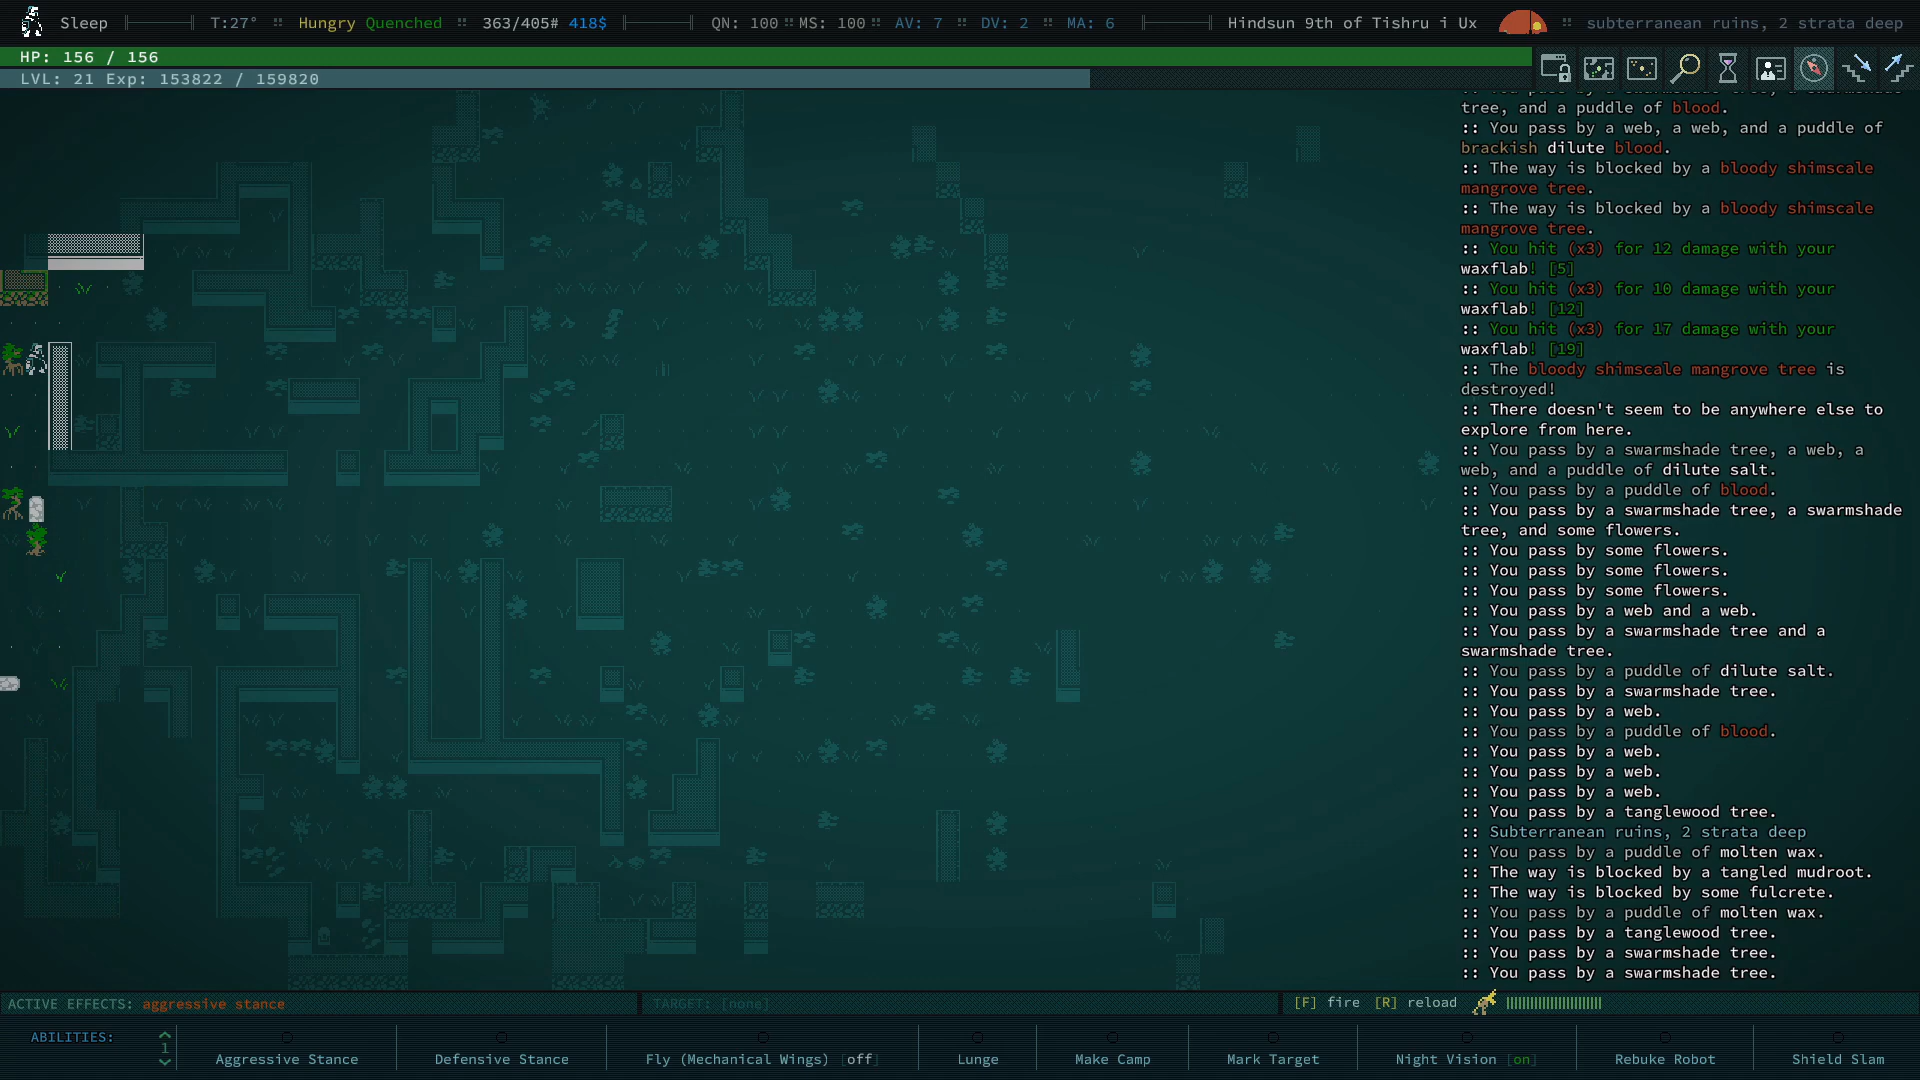 Sleep T:27° :: Hungry Quenched :: 363/405# 418$ QN: 100 :: MS: 100 :: AV: 7 :: DV: 2 :: MA: 6 Hindsun 9th of Tishru i Ux :: subterranean ruins, 2 strata deep
HP: 156 / 156
LVL: 21 Exp: 153822 / 159820
tree, and a puddle of blood.
:: You pass by a web, a web, and a puddle of
brackish dilute blood.
:: The way is blocked by a bloody shimscale
mangrove tree.
:: The way is blocked by a bloody shimscale
mangrove tree.
:: You hit (x3) for 12 damage with your
waxflab! [5]
:: You hit (x3) for 10 damage with your
waxflab! [12]
:: You hit (x3) for 17 damage with your
waxflab! [19]
:: The bloody shimscale mangrove tree is
destroyed!
:: There doesn't seem to be anywhere else to
explore from here.
:: You pass by a swarmshade tree, a web, a
web, and a puddle of dilute salt.
:: You pass by a puddle of blood.
:: You pass by a swarmshade tree, a swarmshade
tree, and some flowers.
:: You pass by some flowers.
:: You pass by some flowers.
:: You pass by some flowers.
:: You pass by a web and a web.
:: You pass by a swarmshade tree and a
swarmshade tree.
:: You pass by a puddle of dilute salt.
:: You pass by a swarmshade tree.
:: You pass by a web.
:: You pass by a puddle of blood.
:: You pass by a web.
:: You pass by a web.
:: You pass by a web.
:: You pass by a tanglewood tree.
:: Subterranean ruins, 2 strata deep
:: You pass by a puddle of molten wax.
:: The way is blocked by a tangled mudroot.
:: The way is blocked by some fulcrete.
:: You pass by a puddle of molten wax.
:: You pass by a tanglewood tree.
:: You pass by a swarmshade tree.
:: You pass by a swarmshade tree.
ACTIVE EFFECTS: aggressive stance TARGET: [none] [F] fire [R] reload
ABILITIES: 1 Aggressive Stance Defensive Stance Fly (Mechanical Wings) [off] Lunge Make Camp Mark Target Night Vision [on] Rebuke Robot Shield Slam